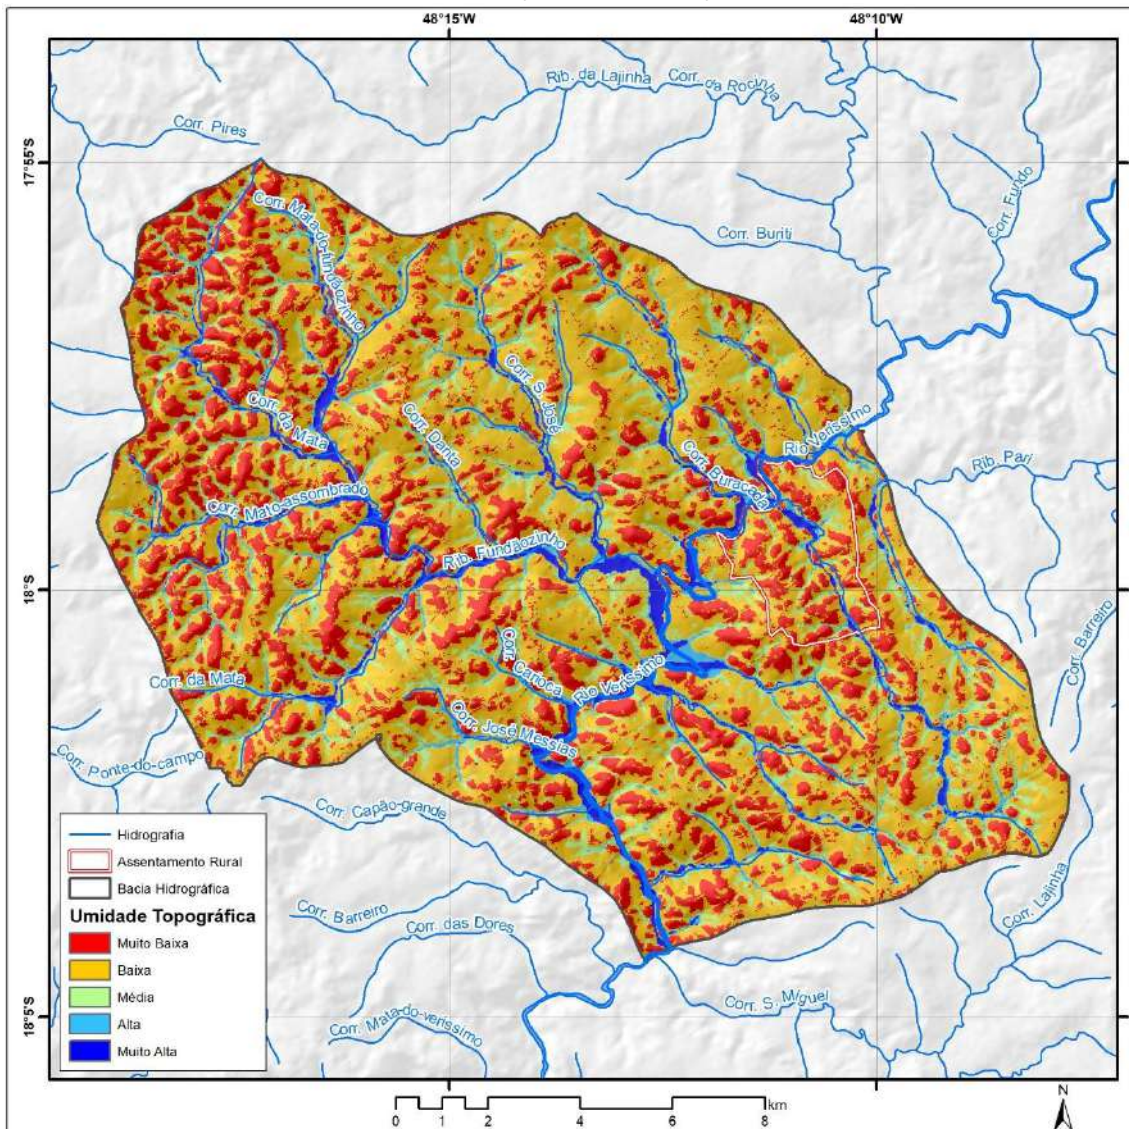 48°15'W
48°10'W
Rib. da Lajinha
Corr. da Rocinha
Corr. Pires
17°55'S
Corr. Fundo
Corr. Mata-do-fundãozinho
Corr. Buriti
Corr. S. José
Corr. da Mata
Corr. Danta
Rio Veríssimo
Corr. Buracada
Rib. Pari
Corr. Mato-assombrado
Rib. Fundãozinho
18°S
Corr. Barreiro
Corr. Carioca
Rio Veríssimo
Corr. da Mata
Corr. José Messias
Corr. Ponte-do-campo
Corr. Capão-grande
Hidrografia
Assentamento Rural
Bacia Hidrográfica
Umidade Topográfica
Muito Baixa
Baixa
Média
Alta
Muito Alta
Corr. Barreiro
Corr. das Dores
Corr. Lajinha
Corr. S. Miguel
18°5'S
Corr. Mata-do-veríssimo
km
0 1 2 4 6 8
N